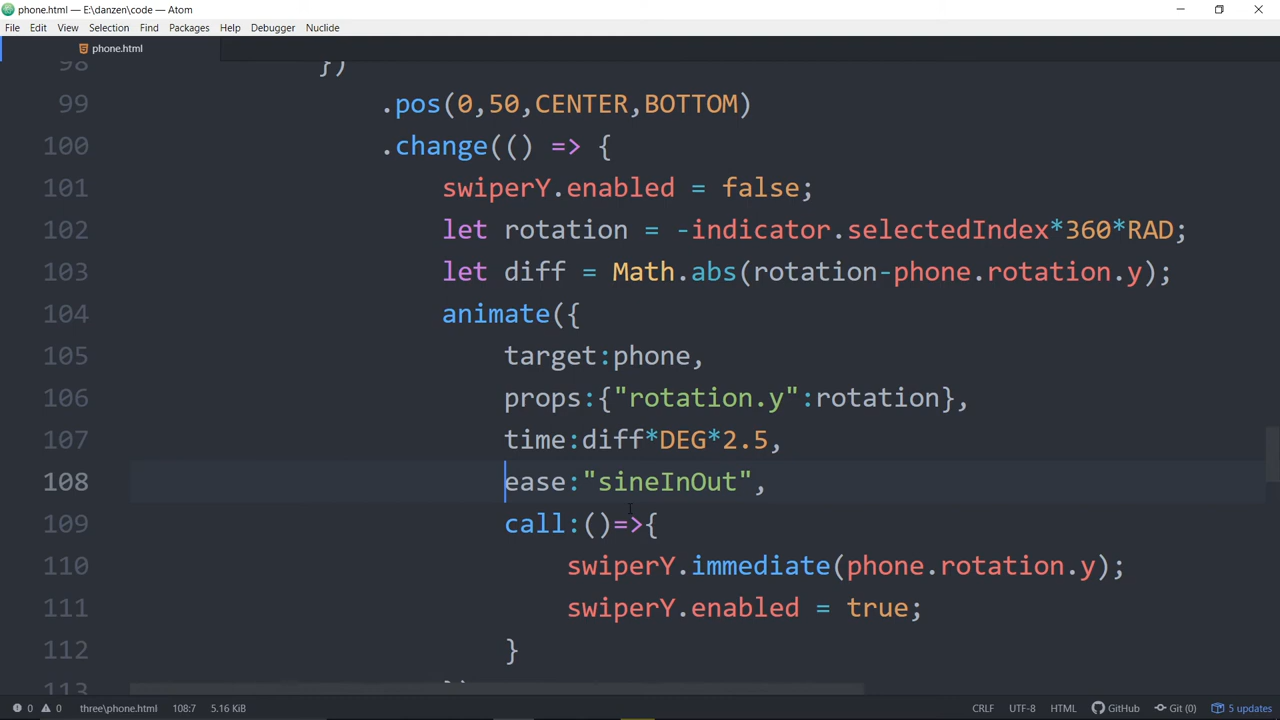 phone.html — E:\danzen\code — Atom
File Edit View Selection Find Packages Help Debugger Nuclide
phone.html
98 })
99 .pos(0,50,CENTER,BOTTOM)
100 .change(() => {
101 swiperY.enabled = false;
102 let rotation = -indicator.selectedIndex*360*RAD;
103 let diff = Math.abs(rotation-phone.rotation.y);
104 animate({
105 target:phone,
106 props:{"rotation.y":rotation},
107 time:diff*DEG*2.5,
108 ease:"sineInOut",
109 call:()=>{
110 swiperY.immediate(phone.rotation.y);
111 swiperY.enabled = true;
112 }
113 })
0 0 three\phone.html 108:7 5.16 KiB CRLF UTF-8 HTML GitHub Git (0) 5 updates